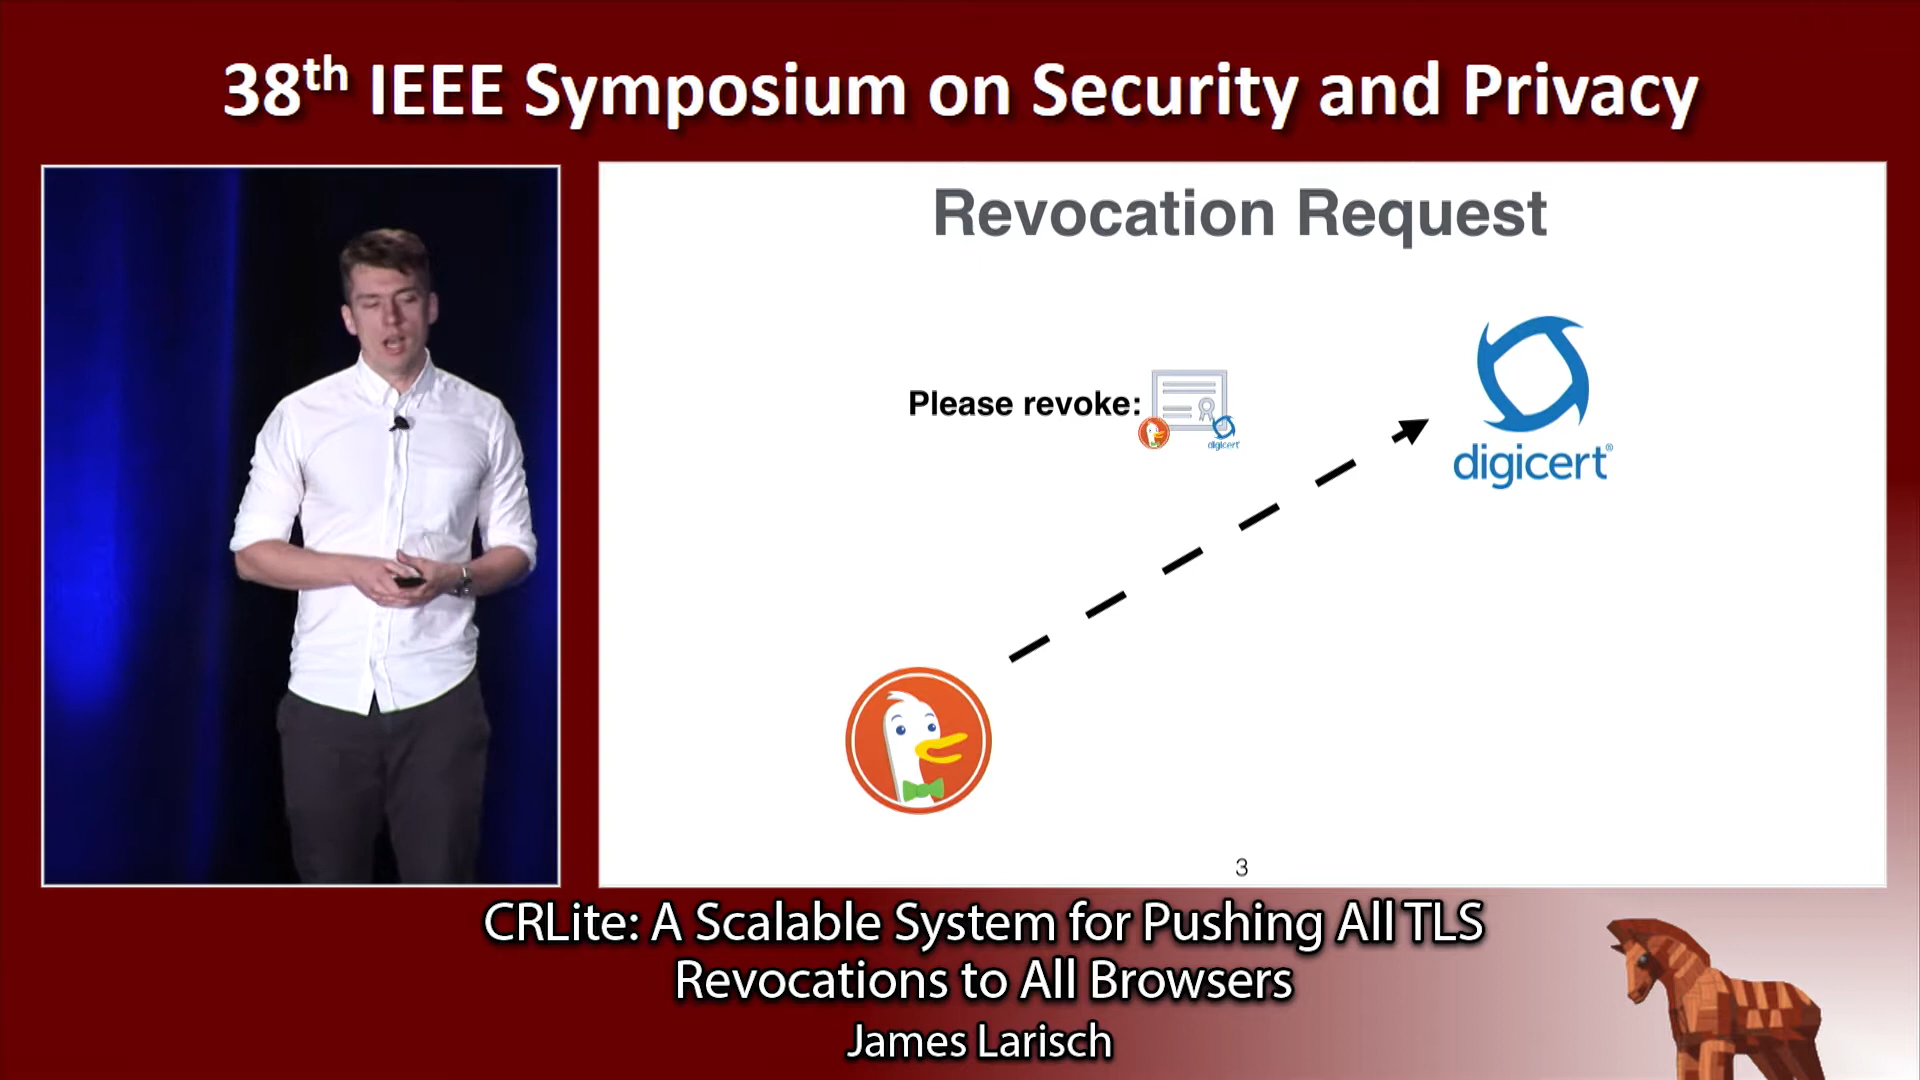 38th IEEE Symposium on Security and Privacy
Revocation Request
Please revoke:
digicert
digicert®
3
CRLite: A Scalable System for Pushing All TLS
Revocations to All Browsers
James Larisch